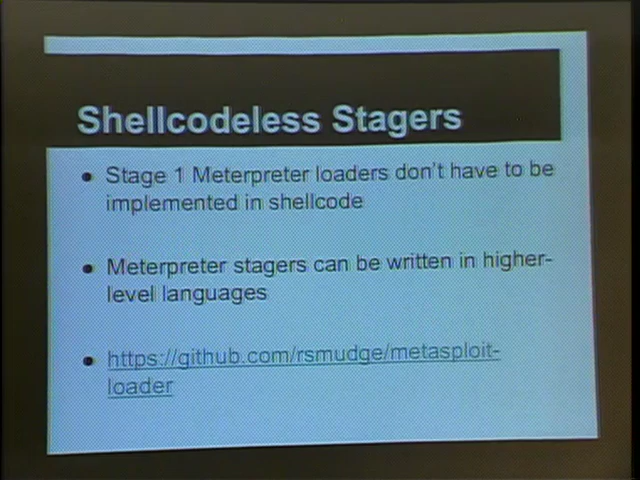 Shellcodeless Stagers
• Stage 1 Meterpreter loaders don't have to be
implemented in shellcode
• Meterpreter stagers can be written in higher-
level languages
• https://github.com/rsmudge/metasploit-
loader